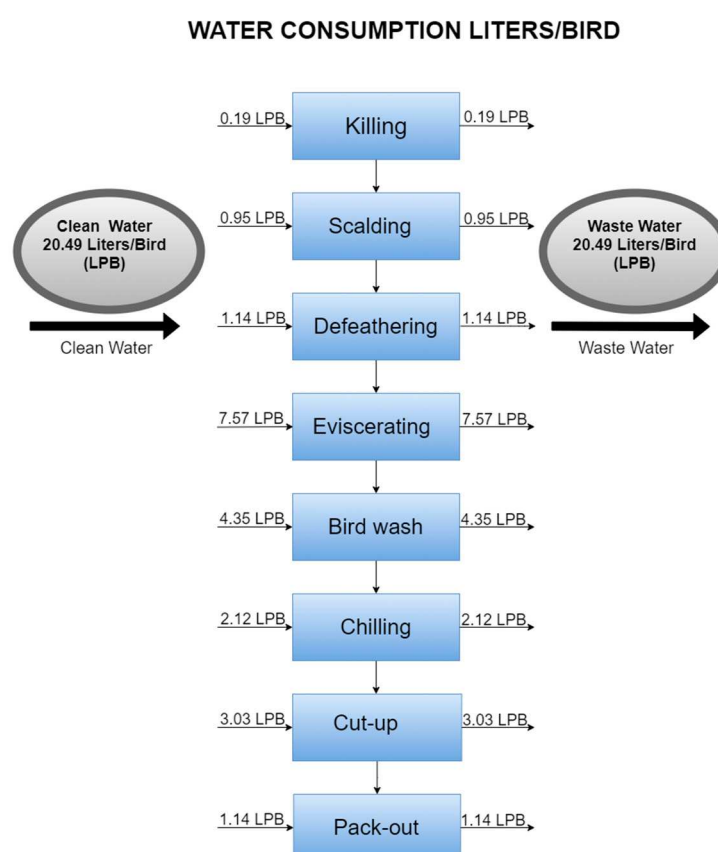 WATER CONSUMPTION LITERS/BIRD
0.19 LPB
Killing
0.19 LPB
0.95 LPB
Scalding
0.95 LPB
Clean Water
20.49 Liters/Bird
(LPB)
Clean Water
Waste Water
20.49 Liters/Bird
(LPB)
Waste Water
1.14 LPB
Defeathering
1.14 LPB
7.57 LPB
Eviscerating
7.57 LPB
4.35 LPB
Bird wash
4.35 LPB
2.12 LPB
Chilling
2.12 LPB
3.03 LPB
Cut-up
3.03 LPB
1.14 LPB
Pack-out
1.14 LPB